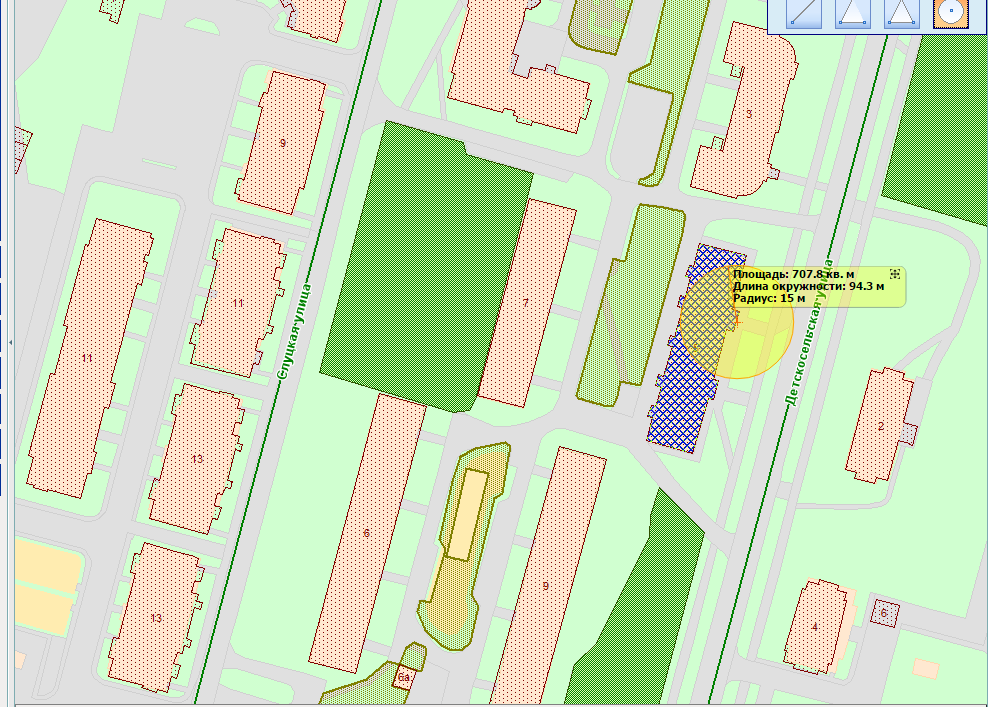 3
9
Площадь: 707.8 кв. м
Длина окружности: 94.3 м
Радиус: 15 м
11
7
Слуцкая улица
Детскосельская улица
11
2
13
6
9
13
4
6
6а